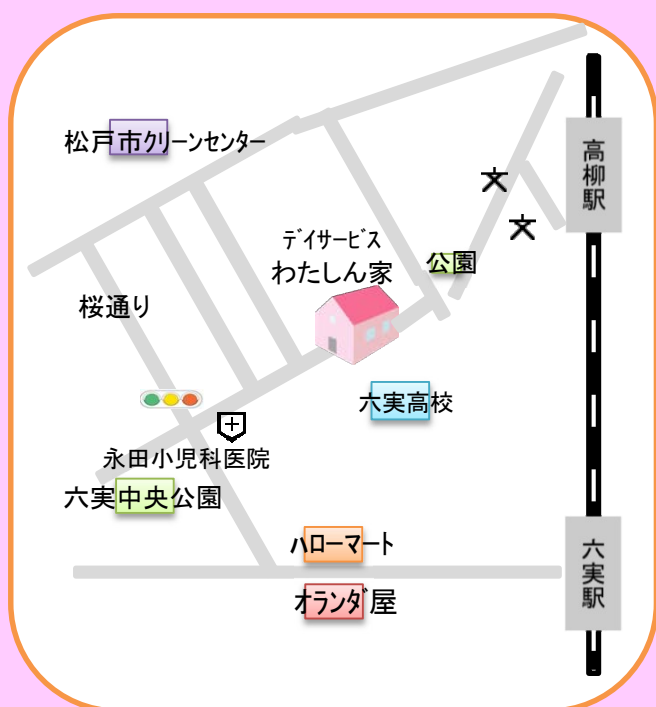 松戸市クリーンセンター
高柳駅
デイサービス
わたしん家
公園
桜通り
六実高校
永田小児科医院
六実中央公園
ハローマート
六実駅
オランダ屋